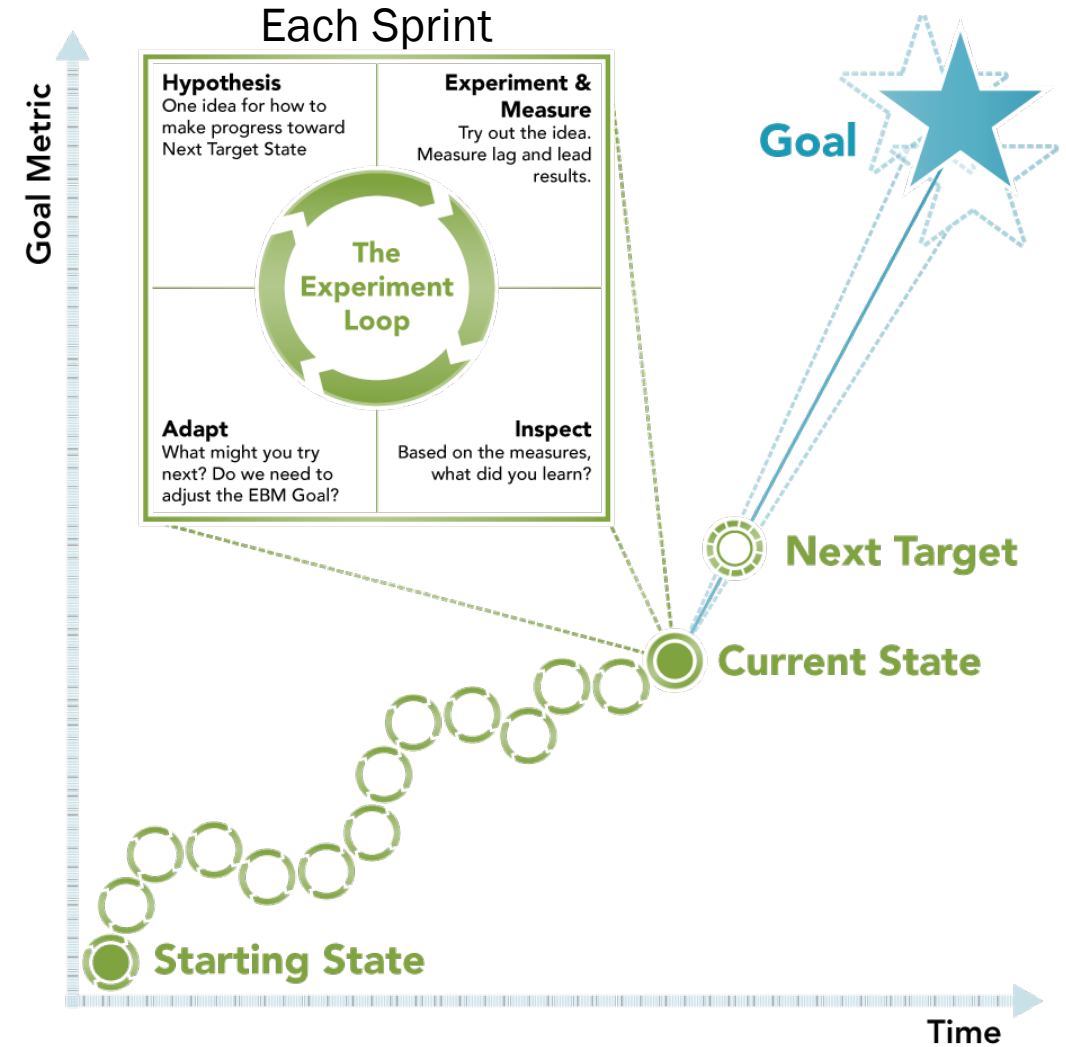 Each Sprint
Goal Metric
Hypothesis
One idea for how to
make progress toward
Next Target State
Experiment &
Measure
Try out the idea.
Measure lag and lead
results.
The
Experiment
Loop
Adapt
What might you try
next? Do we need to
adjust the EBM Goal?
Inspect
Based on the measures,
what did you learn?
Goal
Next Target
Current State
Starting State
Time